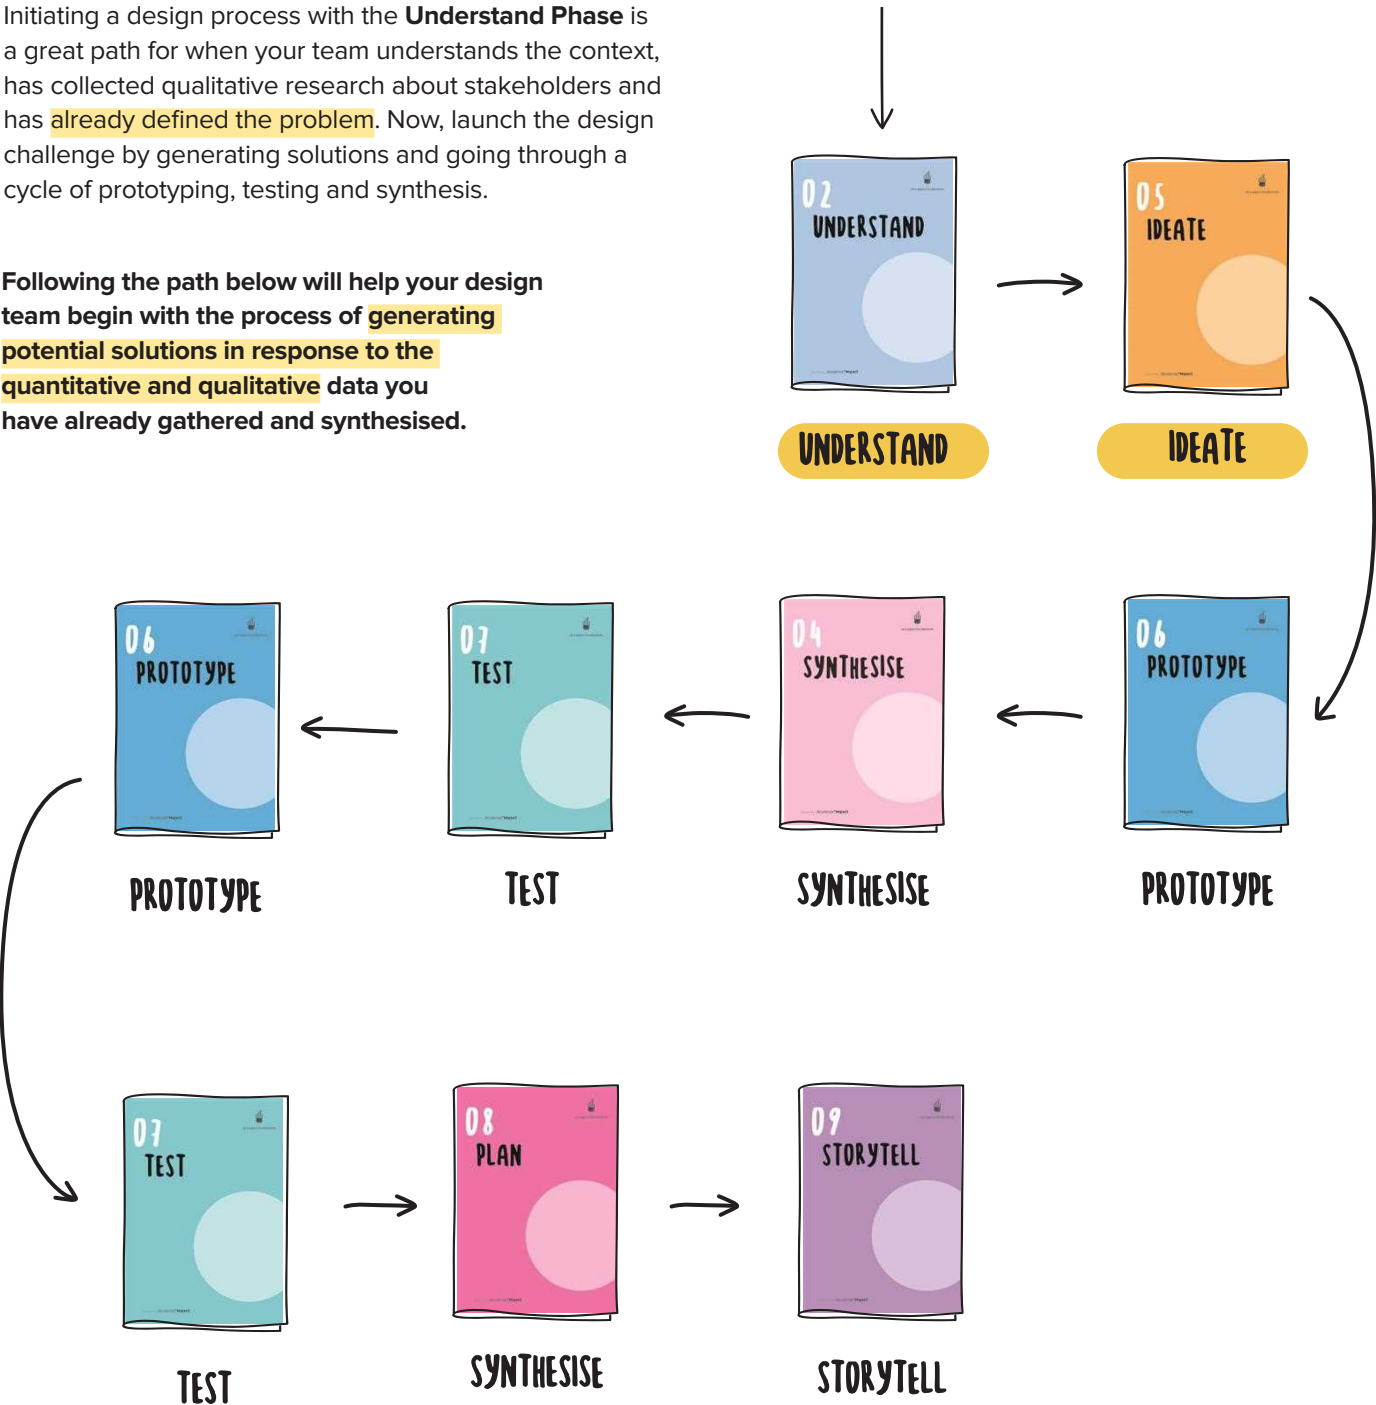 Initiating a design process with the Understand Phase is
a great path for when your team understands the context,
has collected qualitative research about stakeholders and
has already defined the problem. Now, launch the design
challenge by generating solutions and going through a
cycle of prototyping, testing and synthesis.
Following the path below will help your design
team begin with the process of generating
potential solutions in response to the
quantitative and qualitative data you
have already gathered and synthesised.
02
UNDERSTAND
UNDERSTAND
05
IDEATE
IDEATE
06
PROTOTYPE
PROTOTYPE
04
SYNTHESISE
SYNTHESISE
07
TEST
TEST
06
PROTOTYPE
PROTOTYPE
07
TEST
TEST
08
PLAN
SYNTHESISE
09
STORYTELL
STORYTELL